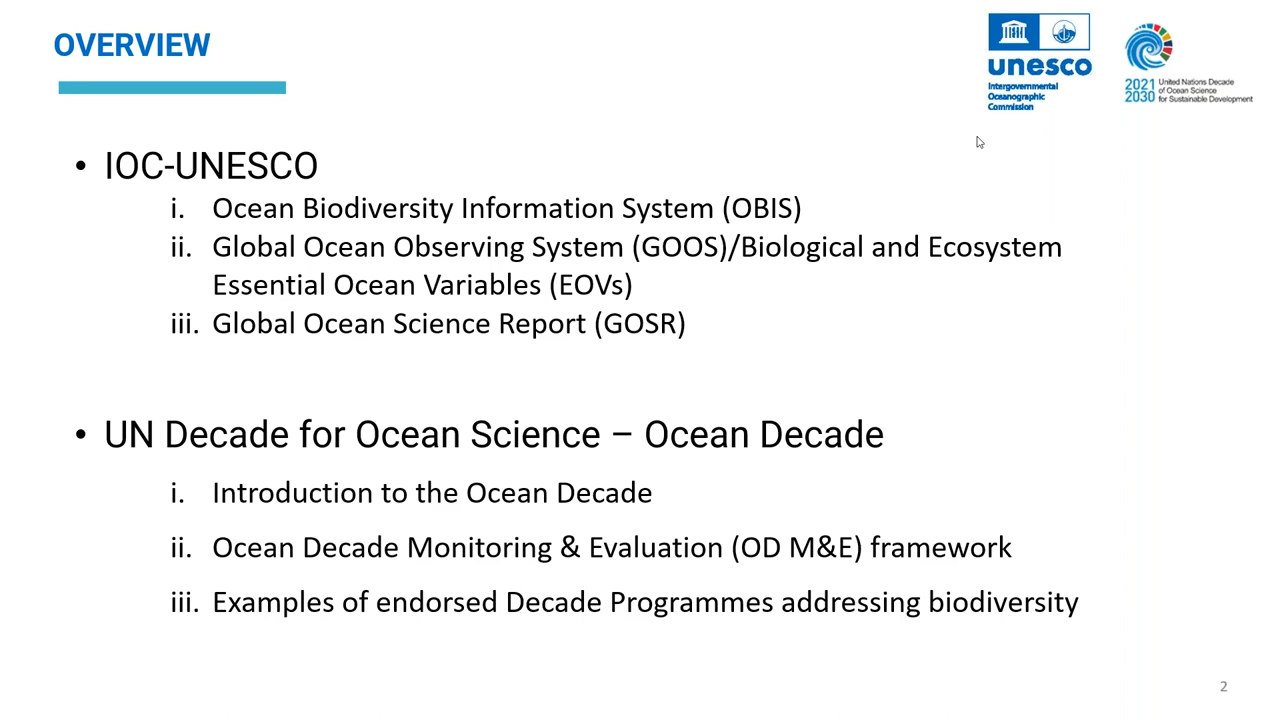 OVERVIEW
unesco
Intergovernmental
Oceanographic
Commission
2021
2030
United Nations Decade
of Ocean Science
for Sustainable Development
• IOC-UNESCO
i. Ocean Biodiversity Information System (OBIS)
ii. Global Ocean Observing System (GOOS)/Biological and Ecosystem
Essential Ocean Variables (EOVs)
iii. Global Ocean Science Report (GOSR)
• UN Decade for Ocean Science – Ocean Decade
i. Introduction to the Ocean Decade
ii. Ocean Decade Monitoring & Evaluation (OD M&E) framework
iii. Examples of endorsed Decade Programmes addressing biodiversity
2